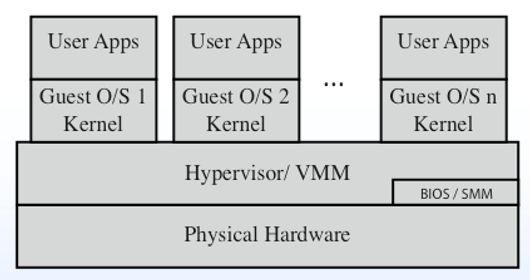 User Apps
User Apps
User Apps
Guest O/S 1
Kernel
Guest O/S 2
Kernel
...
Guest O/S n
Kernel
Hypervisor/ VMM
BIOS / SMM
Physical Hardware